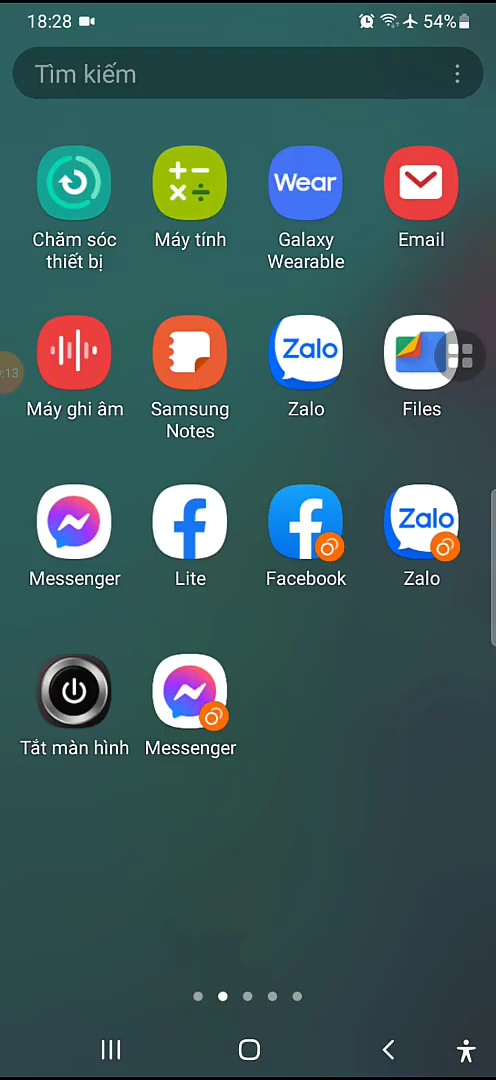 18:28
54%
Tìm kiếm
Wear
Chăm sóc
thiết bị
Máy tính
Galaxy
Wearable
Email
Zalo
:13
Máy ghi âm
Samsung
Notes
Zalo
Files
Zalo
Messenger
Lite
Facebook
Zalo
Tắt màn hình
Messenger